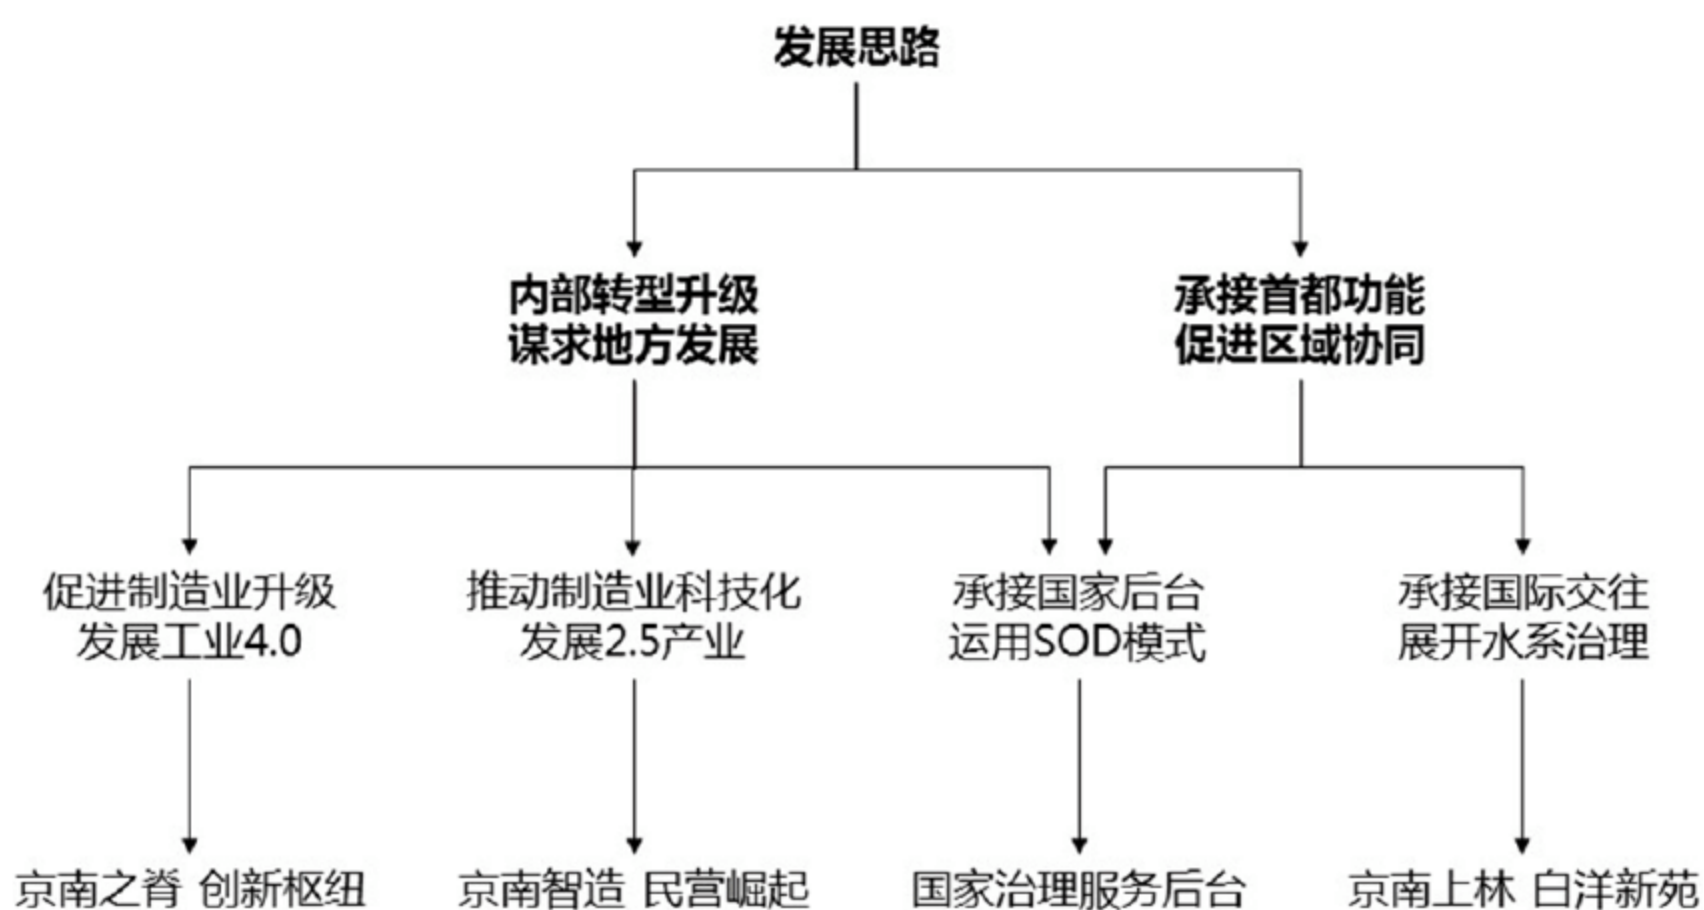 发展思路
内部转型升级
谋求地方发展
承接首都功能
促进区域协同
促进制造业升级
发展工业4.0
推动制造业科技化
发展2.5产业
承接国家后台
运用SOD模式
承接国际交往
展开水系治理
京南之脊 创新枢纽
京南智造 民营崛起
国家治理服务后台
京南上林 白洋新苑